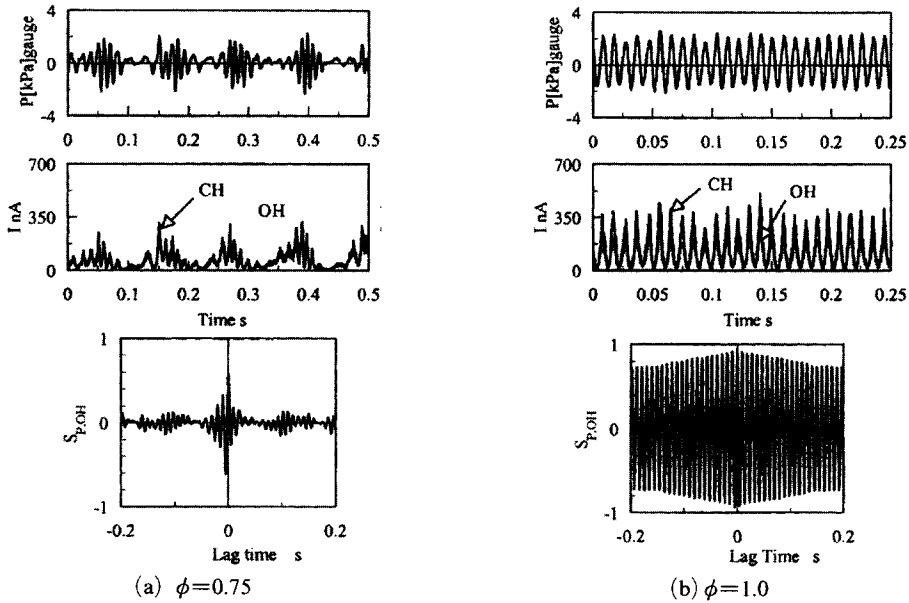 4
0
-4
P[kPa]gauge
0 0.1 0.2 0.3 0.4 0.5
700
350
0
I nA
CH
OH
0 0.1 0.2 0.3 0.4 0.5
Time s
1
0
-1
S_P,OH
-0.2 0 0.2
Lag time s
(a) ϕ=0.75
4
0
-4
P[kPa]gauge
0 0.05 0.1 0.15 0.2 0.25
700
350
0
I nA
CH
OH
0 0.05 0.1 0.15 0.2 0.25
Time s
1
0
-1
S_P,OH
-0.2 0 0.2
Lag Time s
(b) ϕ=1.0